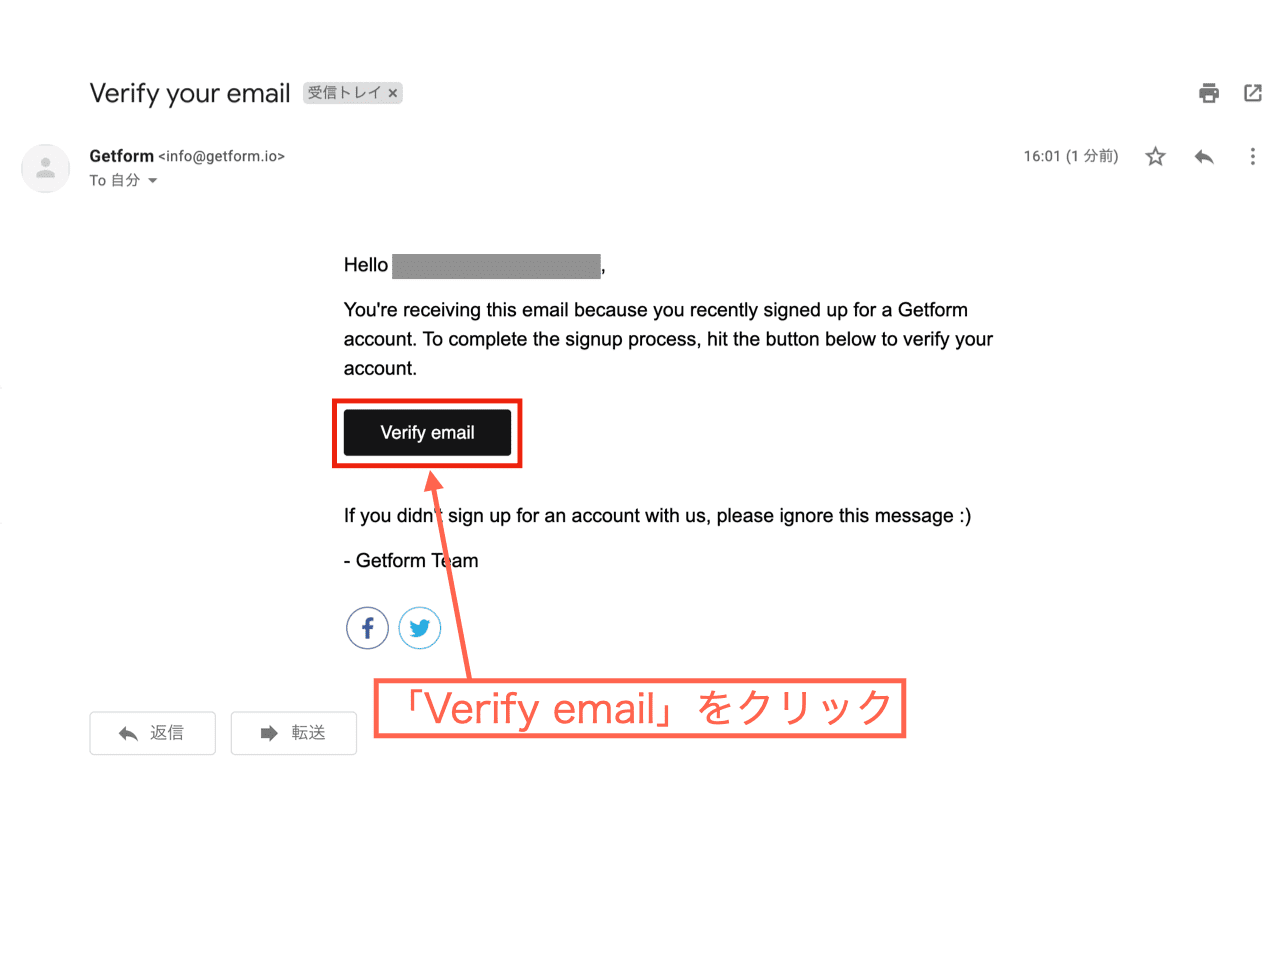 Verify your email 受信トレイ ×
Getform <info@getform.io> 16:01 (1 分前)
To 自分
Hello ,
You're receiving this email because you recently signed up for a Getform
account. To complete the signup process, hit the button below to verify your
account.
Verify email
If you didn't sign up for an account with us, please ignore this message :)
- Getform Team
「Verify email」をクリック
返信 転送